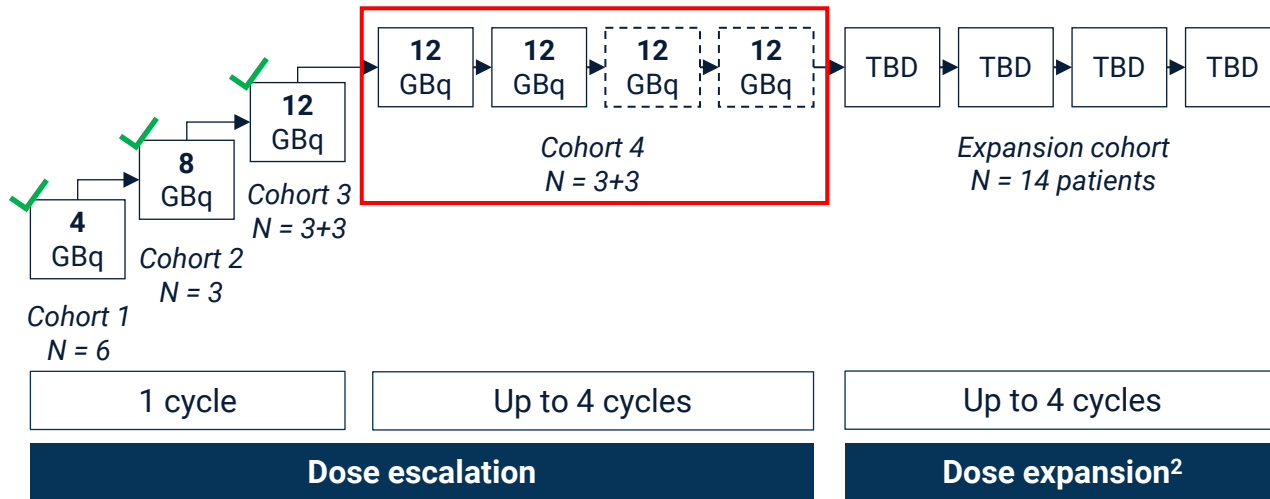 4
GBq
Cohort 1
N = 6
8
GBq
Cohort 2
N = 3
12
GBq
Cohort 3
N = 3+3
12
GBq
12
GBq
12
GBq
12
GBq
Cohort 4
N = 3+3
TBD
TBD
TBD
TBD
Expansion cohort
N = 14 patients
1 cycle
Up to 4 cycles
Up to 4 cycles
Dose escalation
Dose expansion²